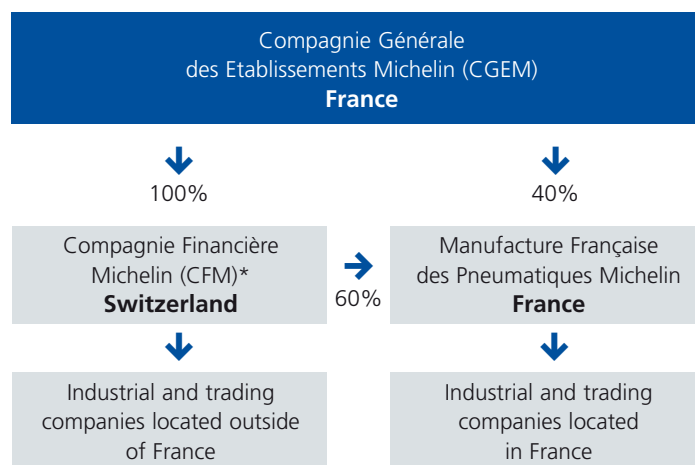 Compagnie Générale
des Etablissements Michelin (CGEM)
France
100%
40%
Compagnie Financière
Michelin (CFM)*
Switzerland
60%
Manufacture Française
des Pneumatiques Michelin
France
Industrial and trading
companies located outside
of France
Industrial and trading
companies located
in France